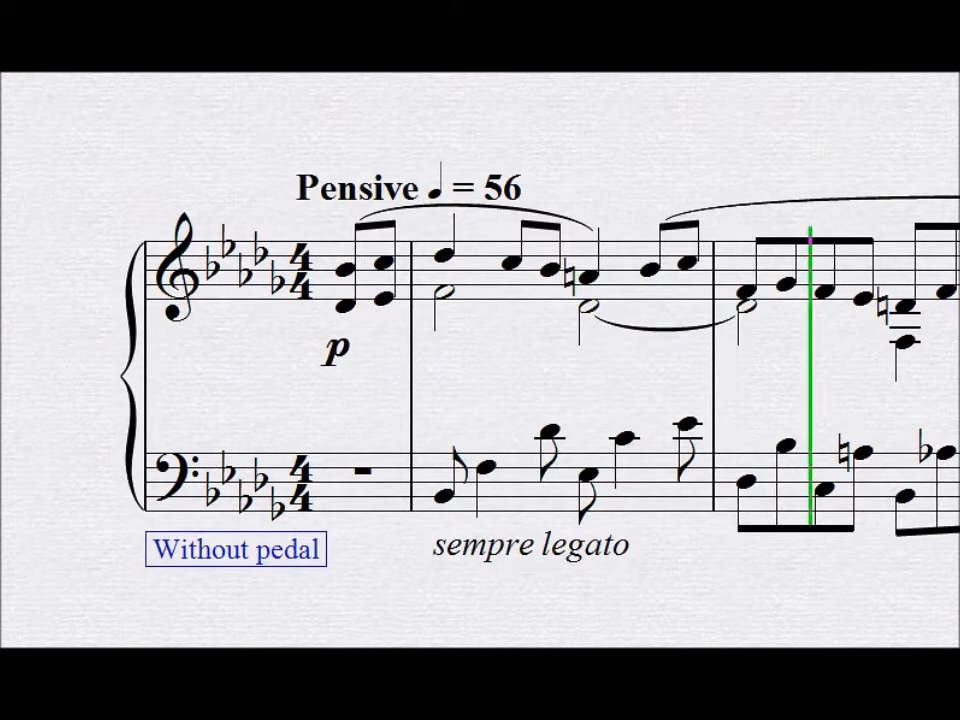 Pensive ♩ = 56
p
Without pedal
sempre legato